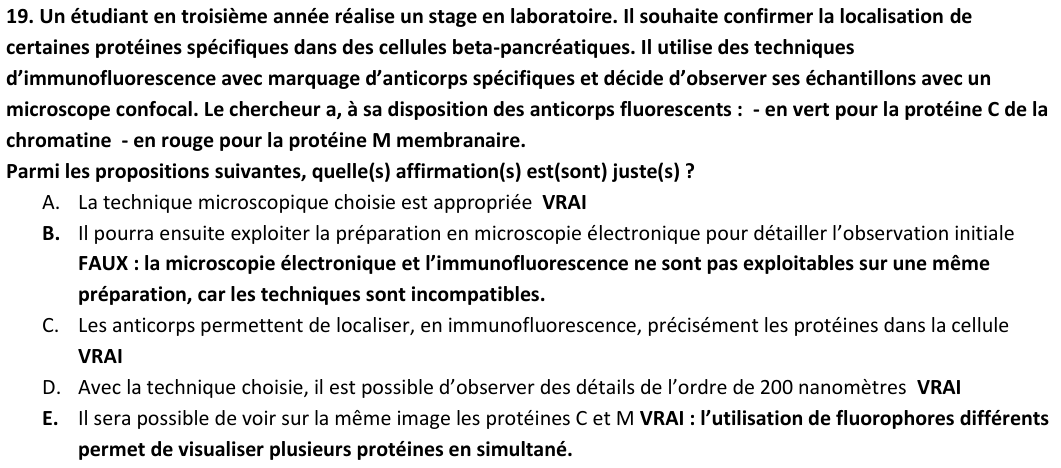 19. Un étudiant en troisième année réalise un stage en laboratoire. Il souhaite confirmer la localisation de
certaines protéines spécifiques dans des cellules beta-pancréatiques. Il utilise des techniques
d’immunofluorescence avec marquage d’anticorps spécifiques et décide d’observer ses échantillons avec un
microscope confocal. Le chercheur a, à sa disposition des anticorps fluorescents : - en vert pour la protéine C de la
chromatine - en rouge pour la protéine M membranaire.
Parmi les propositions suivantes, quelle(s) affirmation(s) est(sont) juste(s) ?
A. La technique microscopique choisie est appropriée VRAI
B. Il pourra ensuite exploiter la préparation en microscopie électronique pour détailler l’observation initiale
FAUX : la microscopie électronique et l’immunofluorescence ne sont pas exploitables sur une même
préparation, car les techniques sont incompatibles.
C. Les anticorps permettent de localiser, en immunofluorescence, précisément les protéines dans la cellule
VRAI
D. Avec la technique choisie, il est possible d’observer des détails de l’ordre de 200 nanomètres VRAI
E. Il sera possible de voir sur la même image les protéines C et M VRAI : l’utilisation de fluorophores différents
permet de visualiser plusieurs protéines en simultané.